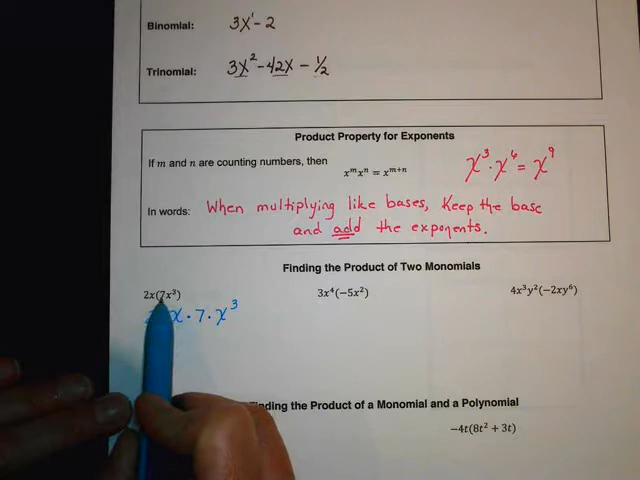 Binomial: 3x¹ - 2
Trinomial: 3x² - 42x - 1/2
Product Property for Exponents
If m and n are counting numbers, then
xᵐxⁿ = xᵐ⁺ⁿ
x³ · x⁶ = x⁹
In words: When multiplying like bases, Keep the base
and add the exponents.
Finding the Product of Two Monomials
2x(7x³) 3x⁴(−5x²) 4x³y²(−2xy⁶)
x · 7 · x³
Finding the Product of a Monomial and a Polynomial
−4t(8t² + 3t)